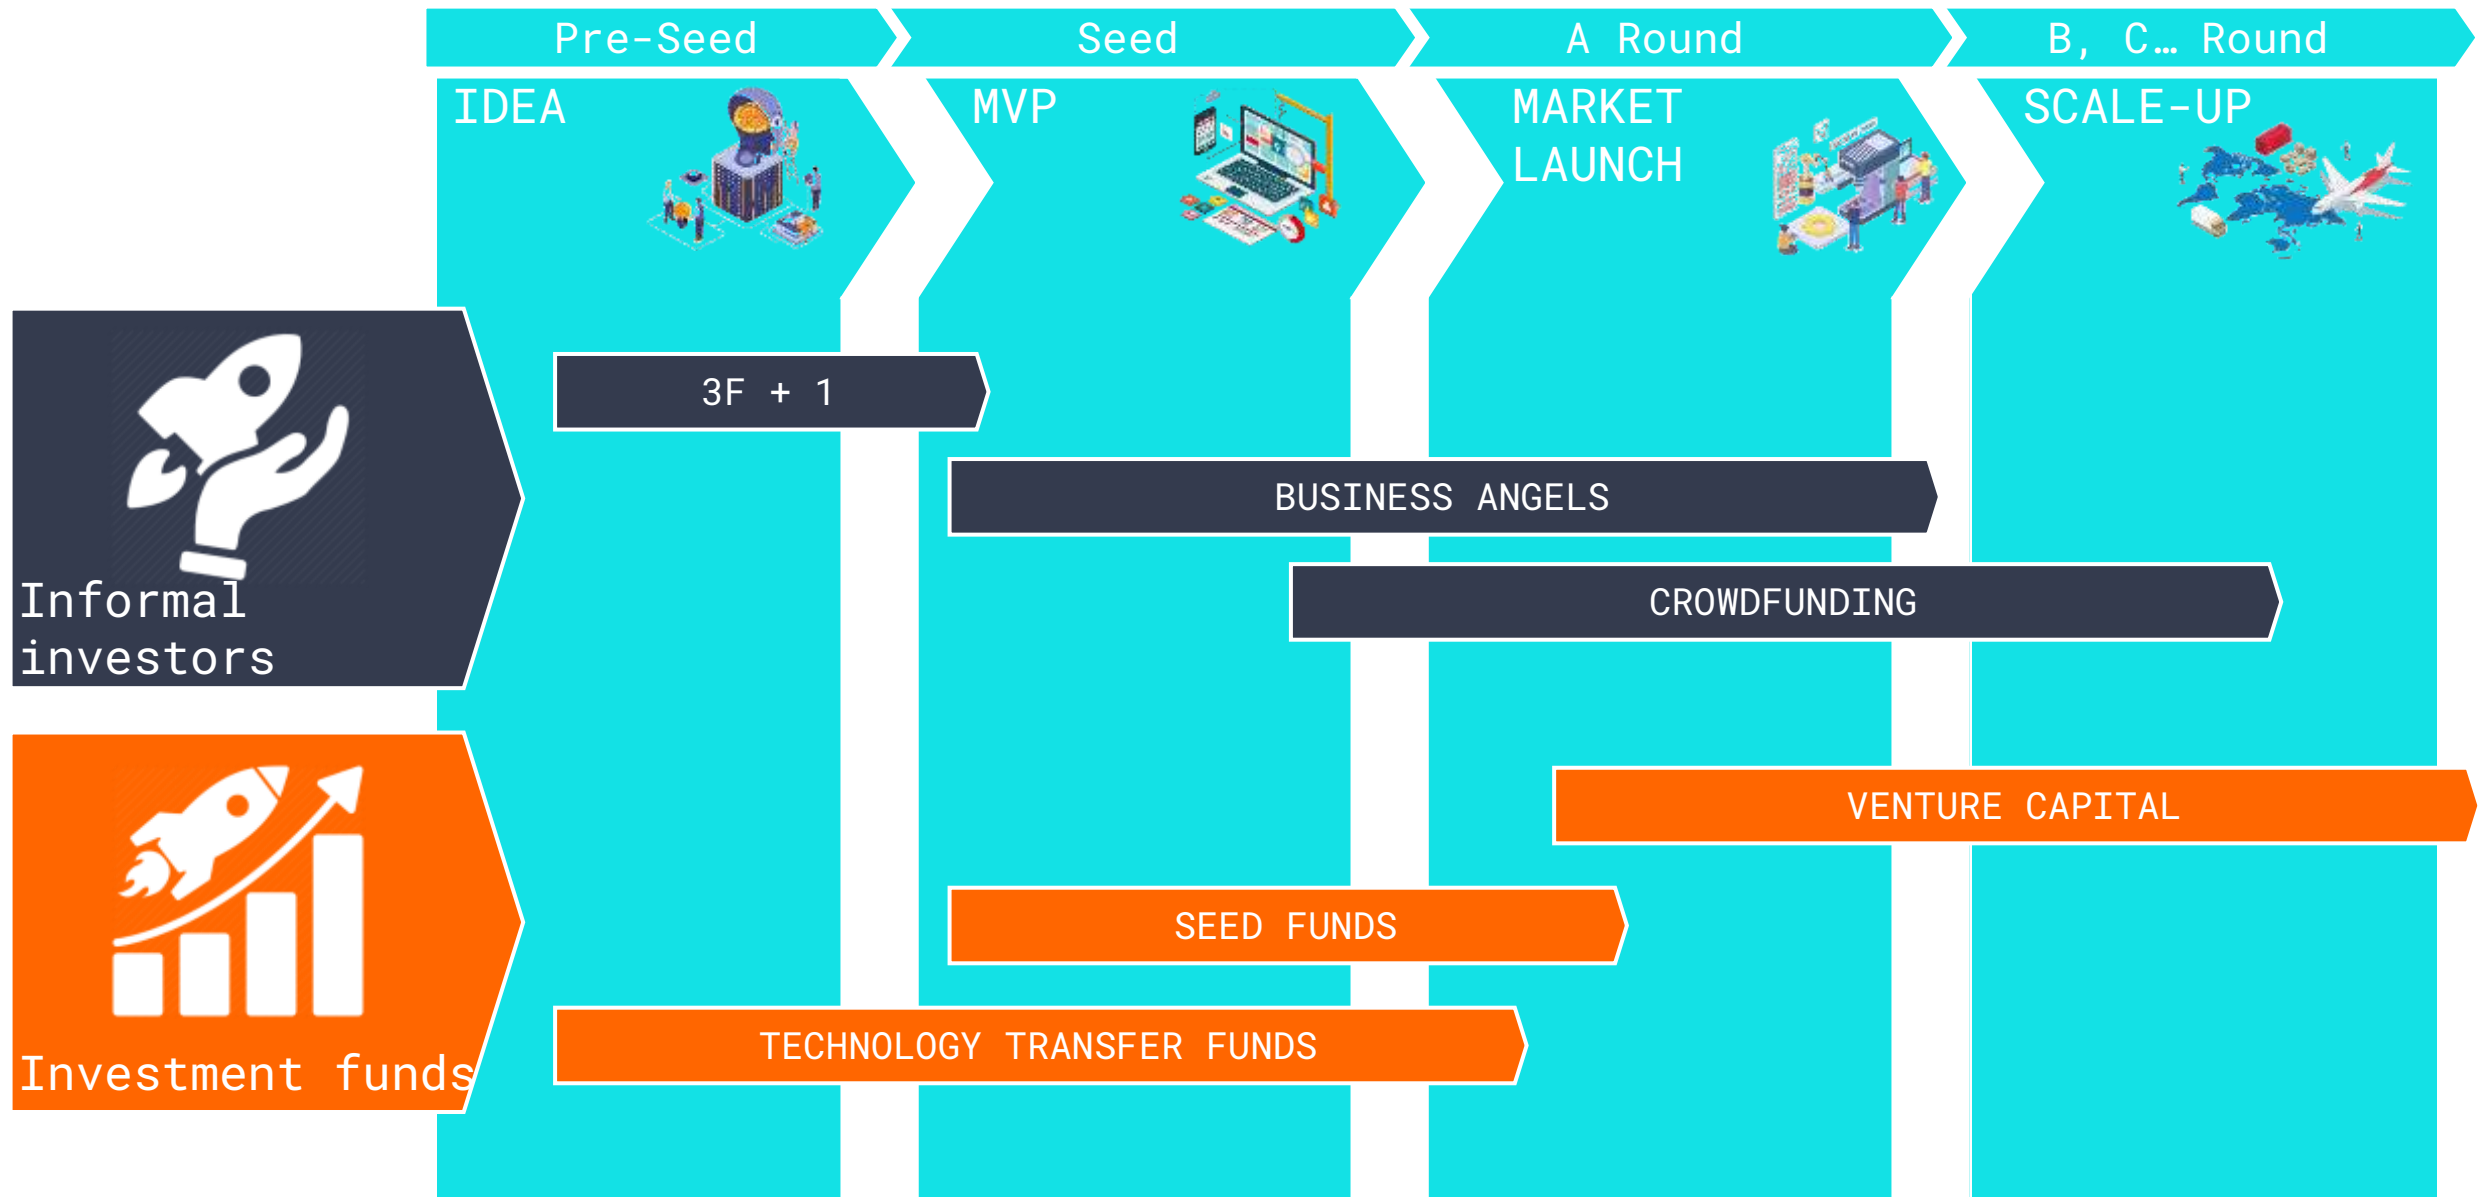 Pre-Seed
Seed
A Round
B, C… Round
IDEA
MVP
MARKET
LAUNCH
SCALE-UP
Informal
investors
3F + 1
BUSINESS ANGELS
CROWDFUNDING
Investment funds
VENTURE CAPITAL
SEED FUNDS
TECHNOLOGY TRANSFER FUNDS